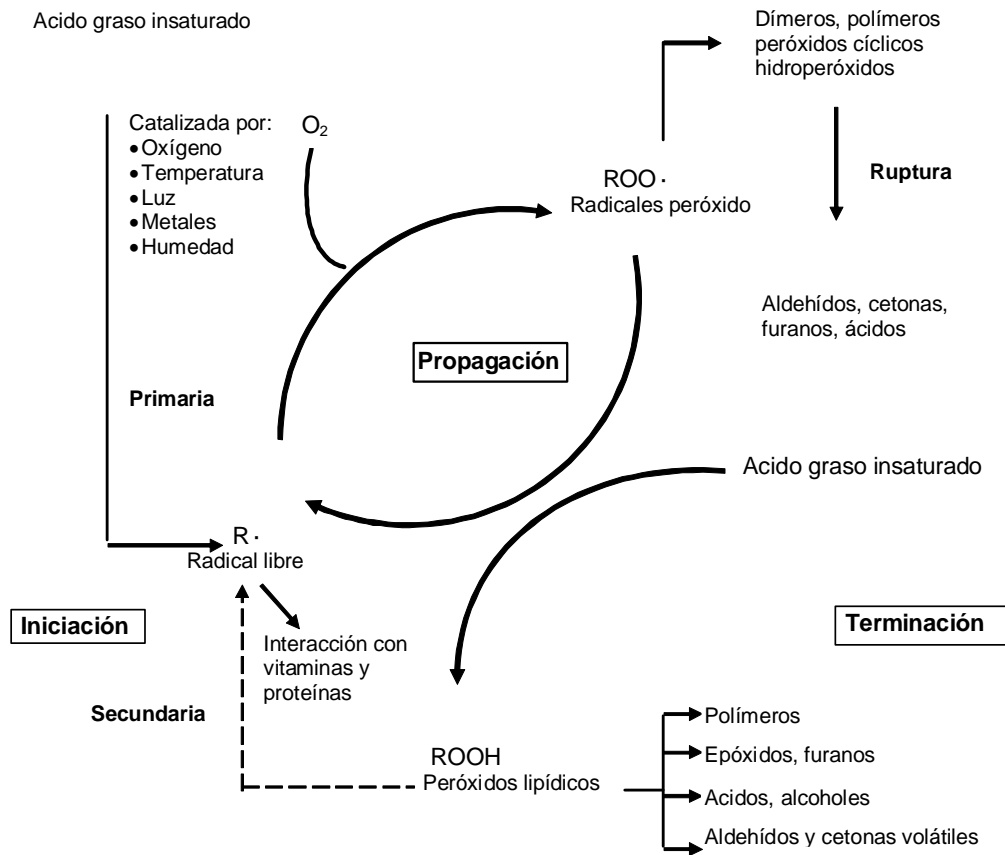 Acido graso insaturado
Dímeros, polímeros
peróxidos cíclicos
hidroperóxidos
Catalizada por:
•Oxígeno
•Temperatura
•Luz
•Metales
•Humedad
O₂
ROO·
Radicales peróxido
Ruptura
Aldehídos, cetonas,
furanos, ácidos
Propagación
Primaria
Acido graso insaturado
R·
Radical libre
Iniciación
Interacción con
vitaminas y
proteínas
Terminación
Secundaria
ROOH
Peróxidos lipídicos
Polímeros
Epóxidos, furanos
Acidos, alcoholes
Aldehídos y cetonas volátiles